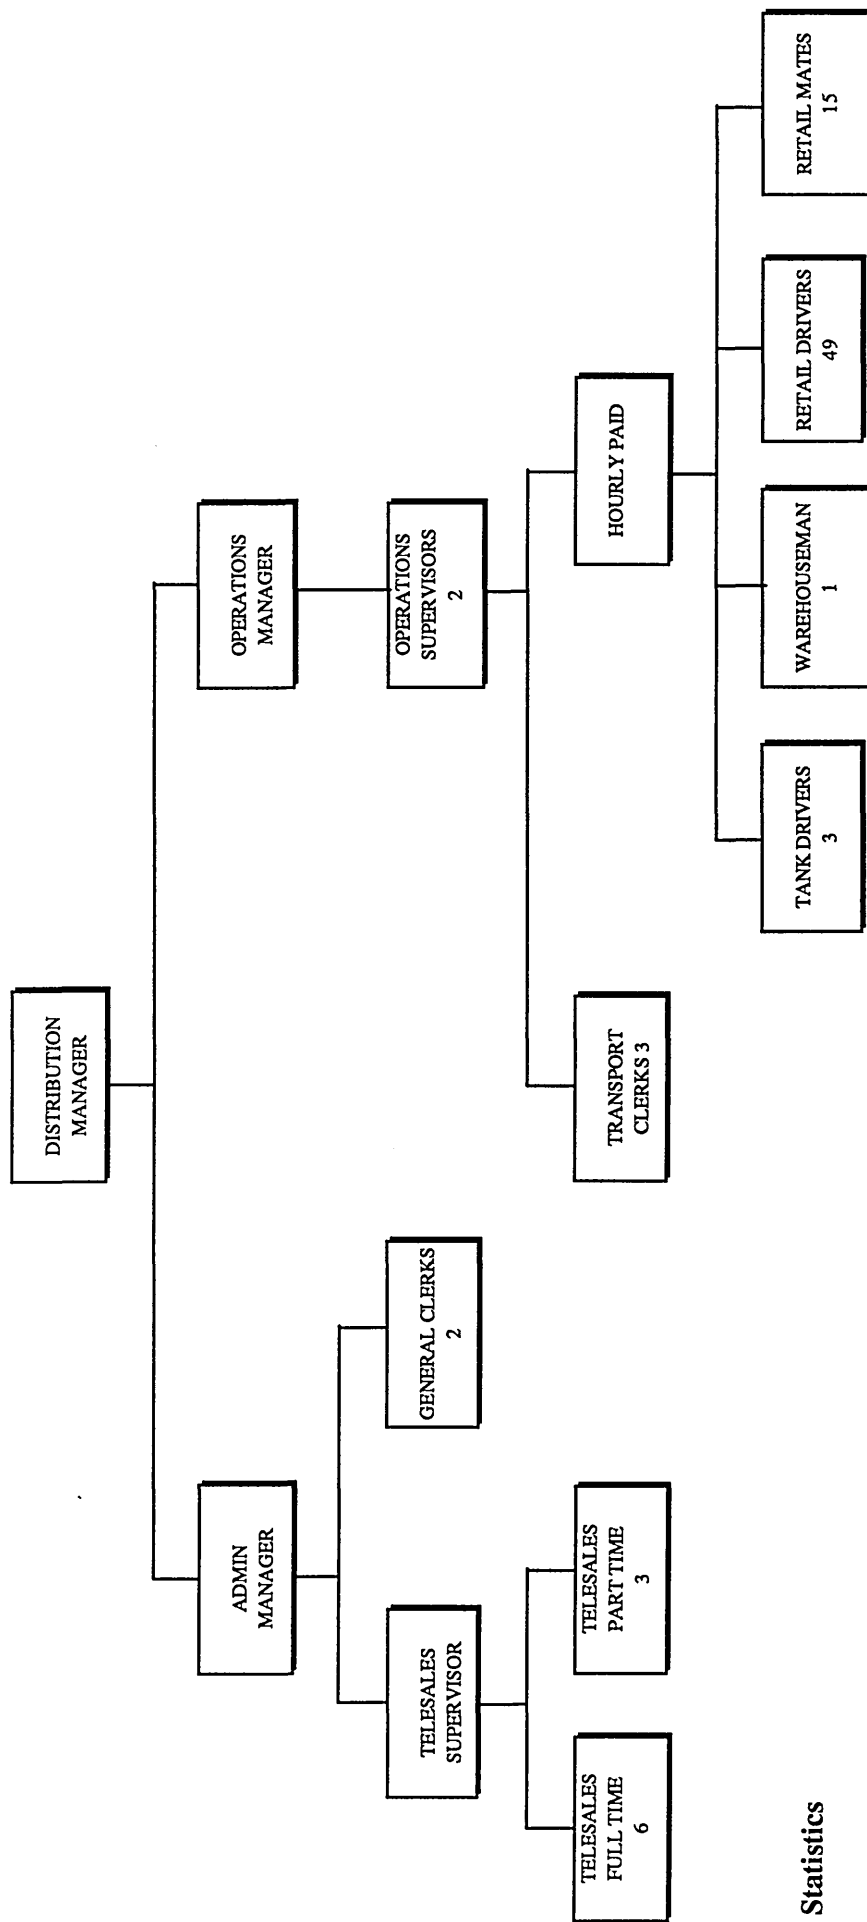 DISTRIBUTION
MANAGER
ADMIN
MANAGER
OPERATIONS
MANAGER
TELESALES
SUPERVISOR
GENERAL CLERKS
2
OPERATIONS
SUPERVISORS
2
TELESALES
FULL TIME
6
TELESALES
PART TIME
3
TRANSPORT
CLERKS 3
HOURLY PAID
TANK DRIVERS
3
WAREHOUSEMAN
1
RETAIL DRIVERS
49
RETAIL MATES
15
Statistics